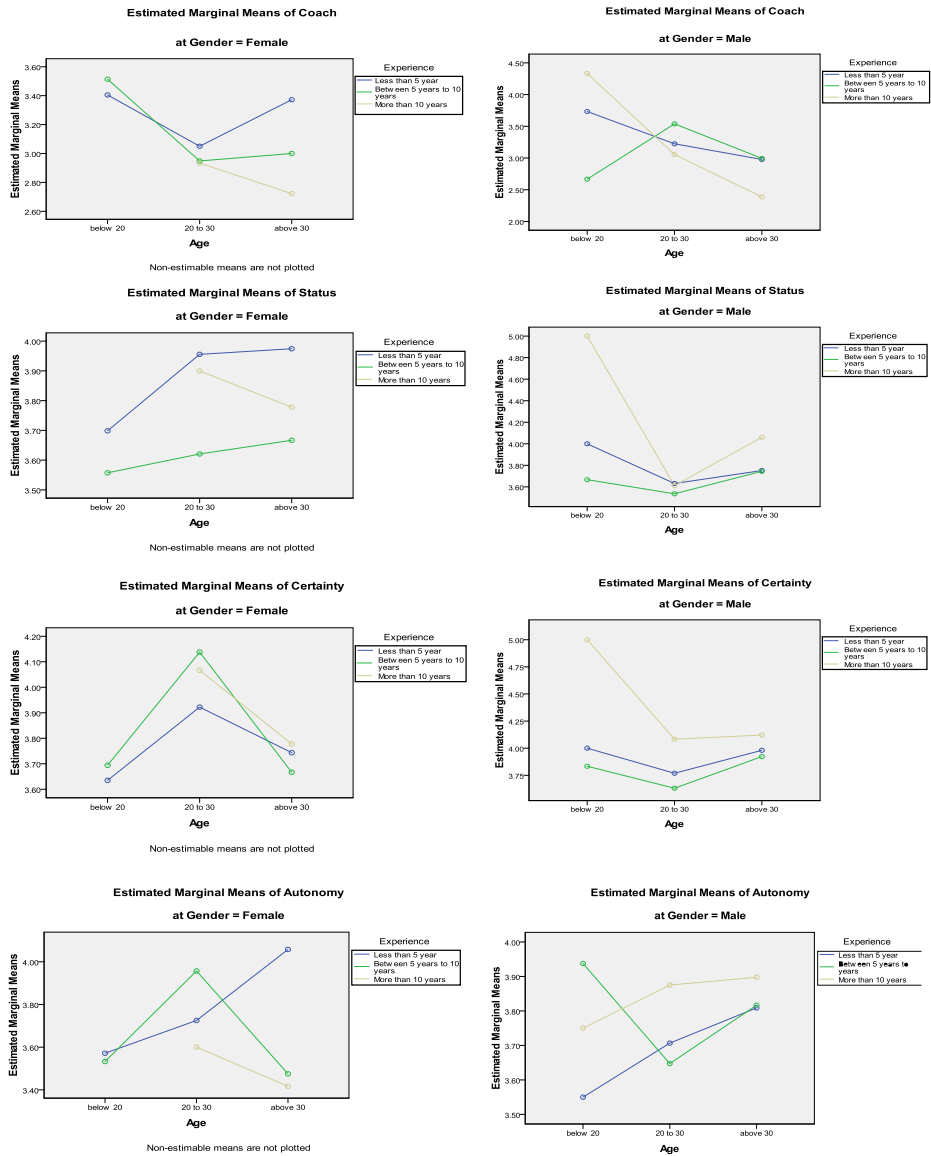 Estimated Marginal Means of Coach
at Gender = Female
Estimated Marginal Means
3.60
3.40
3.20
3.00
2.80
2.60
below 20
20 to 30
above 30
Age
Experience
Less than 5 year
Between 5 years to 10
years
More than 10 years
Non-estimable means are not plotted
Estimated Marginal Means of Coach
at Gender = Male
Estimated Marginal Means
4.50
4.00
3.50
3.00
2.50
2.00
below 20
20 to 30
above 30
Age
Experience
Less than 5 year
Between 5 years to 10
years
More than 10 years
Estimated Marginal Means of Status
at Gender = Female
Estimated Marginal Means
4.00
3.90
3.80
3.70
3.60
3.50
below 20
20 to 30
above 30
Age
Experience
Less than 5 year
Between 5 years to 10
years
More than 10 years
Non-estimable means are not plotted
Estimated Marginal Means of Status
at Gender = Male
Estimated Marginal Means
5.00
4.80
4.60
4.40
4.20
4.00
3.80
3.60
below 20
20 to 30
above 30
Age
Experience
Less than 5 year
Between 5 years to 10
years
More than 10 years
Estimated Marginal Means of Certainty
at Gender = Female
Estimated Marginal Means
4.20
4.10
4.00
3.90
3.80
3.70
3.60
below 20
20 to 30
above 30
Age
Experience
Less than 5 year
Between 5 years to 10
years
More than 10 years
Non-estimable means are not plotted
Estimated Marginal Means of Certainty
at Gender = Male
Estimated Marginal Means
5.00
4.75
4.50
4.25
4.00
3.75
below 20
20 to 30
above 30
Age
Experience
Less than 5 year
Between 5 years to 10
years
More than 10 years
Estimated Marginal Means of Autonomy
at Gender = Female
Estimated Marginal Means
4.00
3.80
3.60
3.40
below 20
20 to 30
above 30
Age
Experience
Less than 5 year
Between 5 years to 10
years
More than 10 years
Non-estimable means are not plotted
Estimated Marginal Means of Autonomy
at Gender = Male
Estimated Marginal Means
4.00
3.90
3.80
3.70
3.60
3.50
below 20
20 to 30
above 30
Age
Experience
Less than 5 year
Between 5 years to
years
More than 10 years